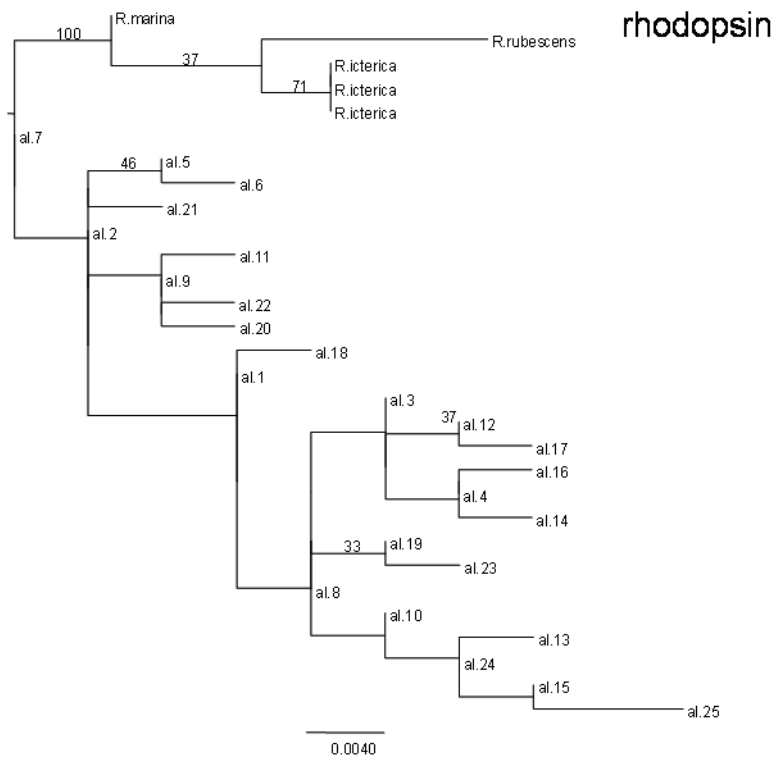 rhodopsin
R.marina
100
R.rubescens
37
R.icterica
71
R.icterica
R.icterica
al.7
46
al.5
al.6
al.21
al.2
al.11
al.9
al.22
al.20
al.18
al.1
al.3
37
al.12
al.17
al.16
al.4
al.14
al.19
33
al.23
al.8
al.10
al.13
al.24
al.15
al.25
0.0040